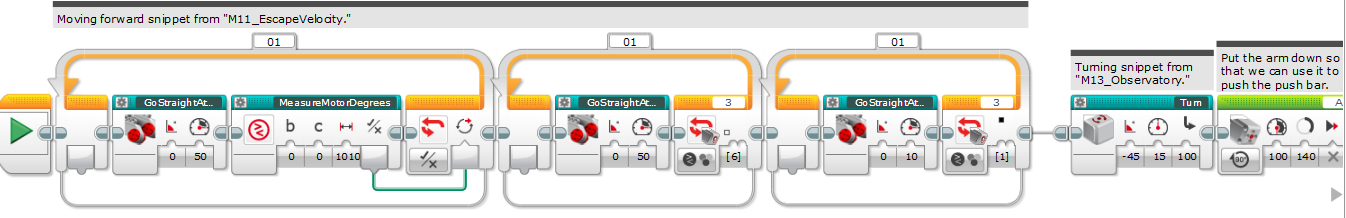 Moving forward snippet from "M11_EscapeVelocity."
01
01
01
Turning snippet from
"M13_Observatory."
Put the arm down so
that we can use it to
push the push bar.
GoStraightAt...
MeasureMotorDegrees
GoStraightAt...
3
GoStraightAt...
3
Turn
A
b
c
0
50
0
0
1010
0
50
[6]
0
10
[1]
-45
15
100
90°
100
140